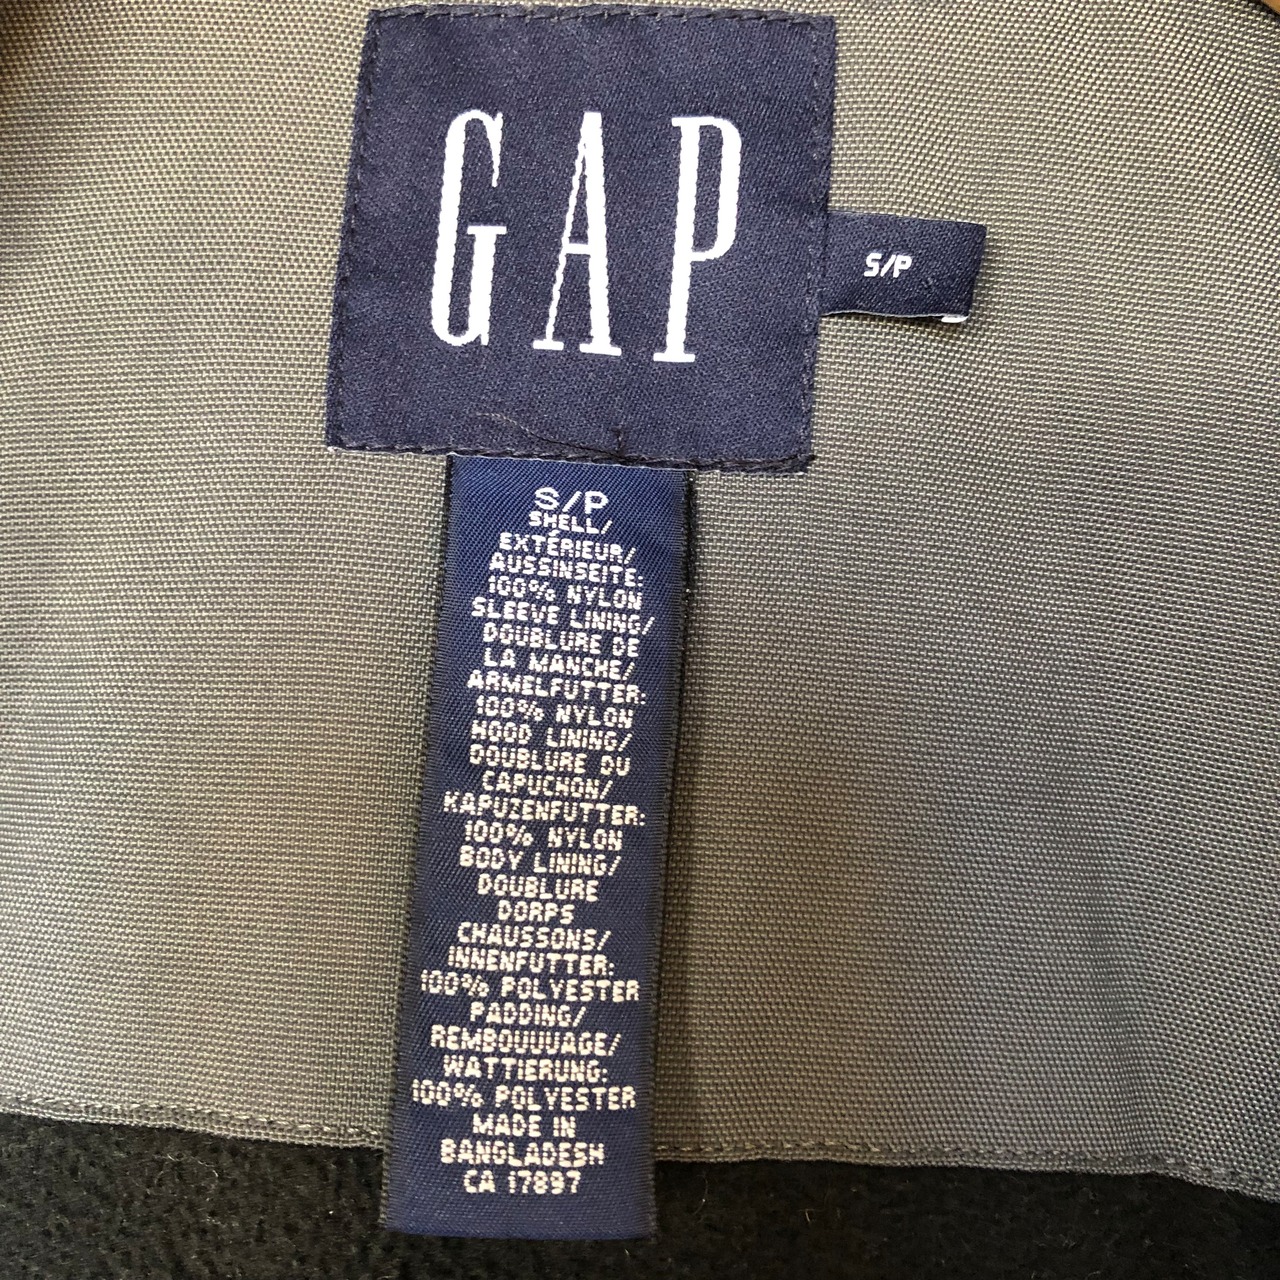 GAP
S/P
S/P
SHELL/
EXTÉRIEUR/
AUSSINSEITE:
100% NYLON
SLEEVE LINING/
DOUBLURE DE
LA MANCHE/
ARMELFUTTER:
100% NYLON
HOOD LINING/
DOUBLURE DU
CAPUCHON/
KAPUZENFUTTER:
100% NYLON
BODY LINING/
DOUBLURE
DORPS
CHAUSSONS/
INNENFUTTER:
100% POLYESTER
PADDING/
REMBOUUUAGE/
WATTIERUNG:
100% POLYESTER
MADE IN
BANGLADESH
CA 17897